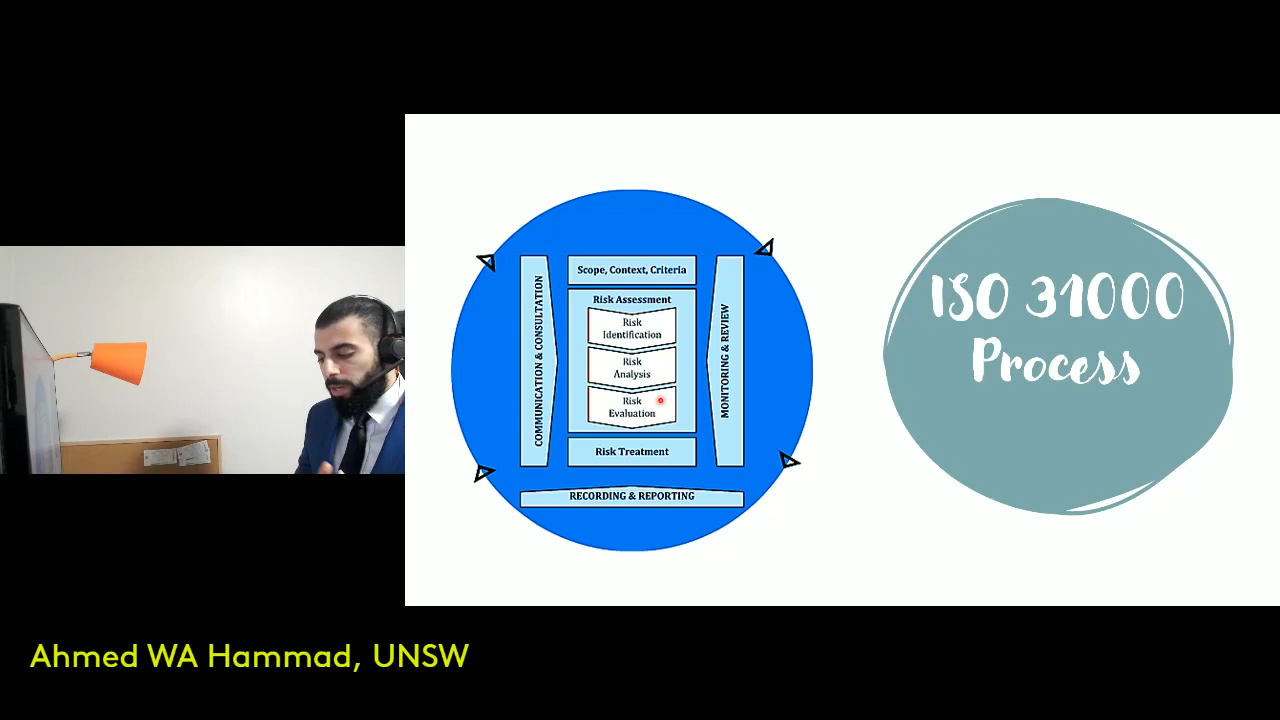 Scope, Context, Criteria
Risk Assessment
Risk
Identification
Risk
Analysis
Risk
Evaluation
Risk Treatment
COMMUNICATION & CONSULTATION
MONITORING & REVIEW
RECORDING & REPORTING
ISO 31000
Process
Ahmed WA Hammad, UNSW